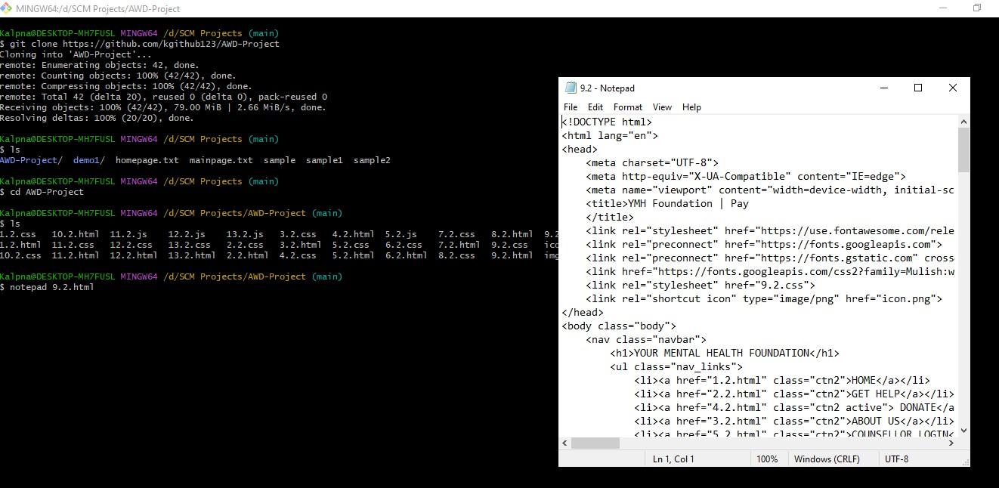 MINGW64:/d/SCM Projects/AWD-Project
Kalpna@DESKTOP-MH7FUSL MINGW64 /d/SCM Projects (main)
$ git clone https://github.com/kgithub123/AWD-Project
Cloning into 'AWD-Project'...
remote: Enumerating objects: 42, done.
remote: Counting objects: 100% (42/42), done.
remote: Compressing objects: 100% (42/42), done.
remote: Total 42 (delta 20), reused 0 (delta 0), pack-reused 0
Receiving objects: 100% (42/42), 79.00 MiB | 2.66 MiB/s, done.
Resolving deltas: 100% (20/20), done.
Kalpna@DESKTOP-MH7FUSL MINGW64 /d/SCM Projects (main)
$ ls
AWD-Project/  demo1/  homepage.txt  mainpage.txt  sample  sample1  sample2
Kalpna@DESKTOP-MH7FUSL MINGW64 /d/SCM Projects (main)
$ cd AWD-Project
Kalpna@DESKTOP-MH7FUSL MINGW64 /d/SCM Projects/AWD-Project (main)
$ ls
1.2.css   10.2.html  11.2.js    12.2.js    13.2.js   3.2.css   4.2.html  5.2.js    7.2.css   8.2.html  9.2
1.2.html  11.2.css   12.2.css   13.2.css   2.2.css   3.2.html  5.2.css   6.2.css   7.2.html  9.2.css   ico
10.2.css  11.2.html  12.2.html  13.2.html  2.2.html  4.2.css   5.2.html  6.2.html  8.2.css   9.2.html  img
Kalpna@DESKTOP-MH7FUSL MINGW64 /d/SCM Projects/AWD-Project (main)
$ notepad 9.2.html
9.2 - Notepad
File Edit Format View Help
<!DOCTYPE html>
<html lang="en">
<head>
    <meta charset="UTF-8">
    <meta http-equiv="X-UA-Compatible" content="IE=edge">
    <meta name="viewport" content="width=device-width, initial-sc
    <title>YMH Foundation | Pay
    </title>
    <link rel="stylesheet" href="https://use.fontawesome.com/rele
    <link rel="preconnect" href="https://fonts.googleapis.com">
    <link rel="preconnect" href="https://fonts.gstatic.com" cross
    <link href="https://fonts.googleapis.com/css2?family=Mulish:w
    <link rel="stylesheet" href="9.2.css">
    <link rel="shortcut icon" type="image/png" href="icon.png">
</head>
<body class="body">
    <nav class="navbar">
        <h1>YOUR MENTAL HEALTH FOUNDATION</h1>
        <ul class="nav_links">
            <li><a href="1.2.html" class="ctn2">HOME</a></li>
            <li><a href="2.2.html" class="ctn2">GET HELP</a></li>
            <li><a href="4.2.html" class="ctn2 active"> DONATE</a
            <li><a href="3.2.html" class="ctn2">ABOUT US</a></li>
            <li><a href="5.2.html" class="ctn2">COUNSELLOR LOGIN<
Ln 1, Col 1 100% Windows (CRLF) UTF-8